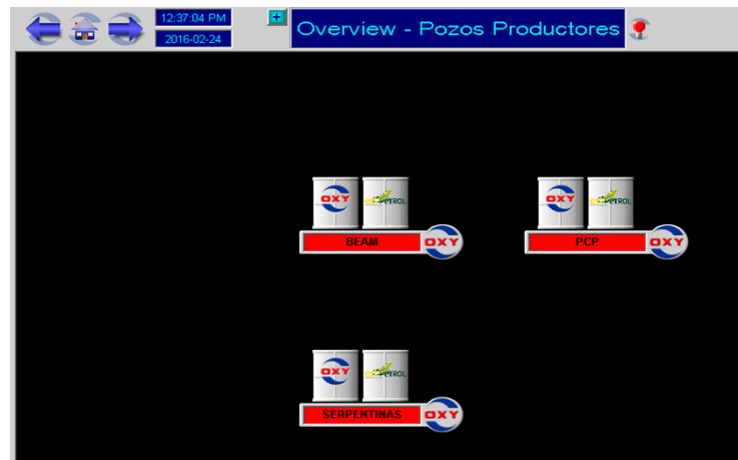 12:37:04 PM
2016-02-24
+
Overview - Pozos Productores
OXY
BEAM
OXY
OXY
PCP
OXY
OXY
SERPENTINAS
OXY